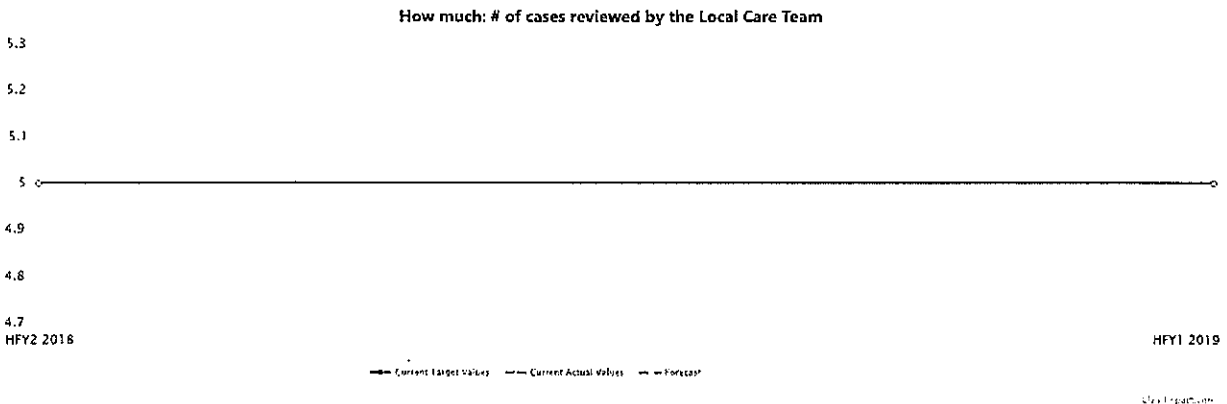 How much: # of cases reviewed by the Local Care Team
5.3
5.2
5.1
5
4.9
4.8
4.7
HFY2 2018
HFY1 2019
Current Target Values Current Actual Values Forecast